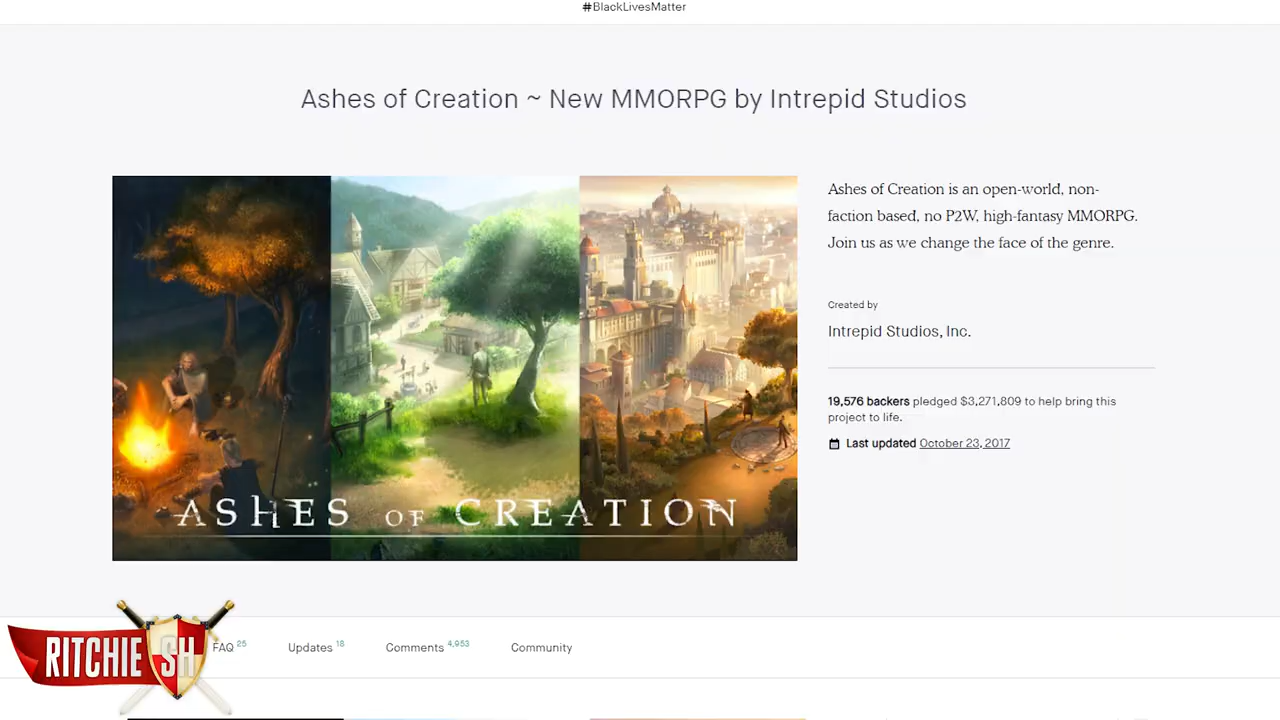 #BlackLivesMatter
Ashes of Creation ~ New MMORPG by Intrepid Studios
Ashes of Creation is an open-world, non-
faction based, no P2W, high-fantasy MMORPG.
Join us as we change the face of the genre.
Created by
Intrepid Studios, Inc.
19,576 backers pledged $3,271,809 to help bring this
project to life.
Last updated October 23, 2017
ASHES OF CREATION
FAQ 25 Updates 18 Comments 4,953 Community
RITCHIE SH